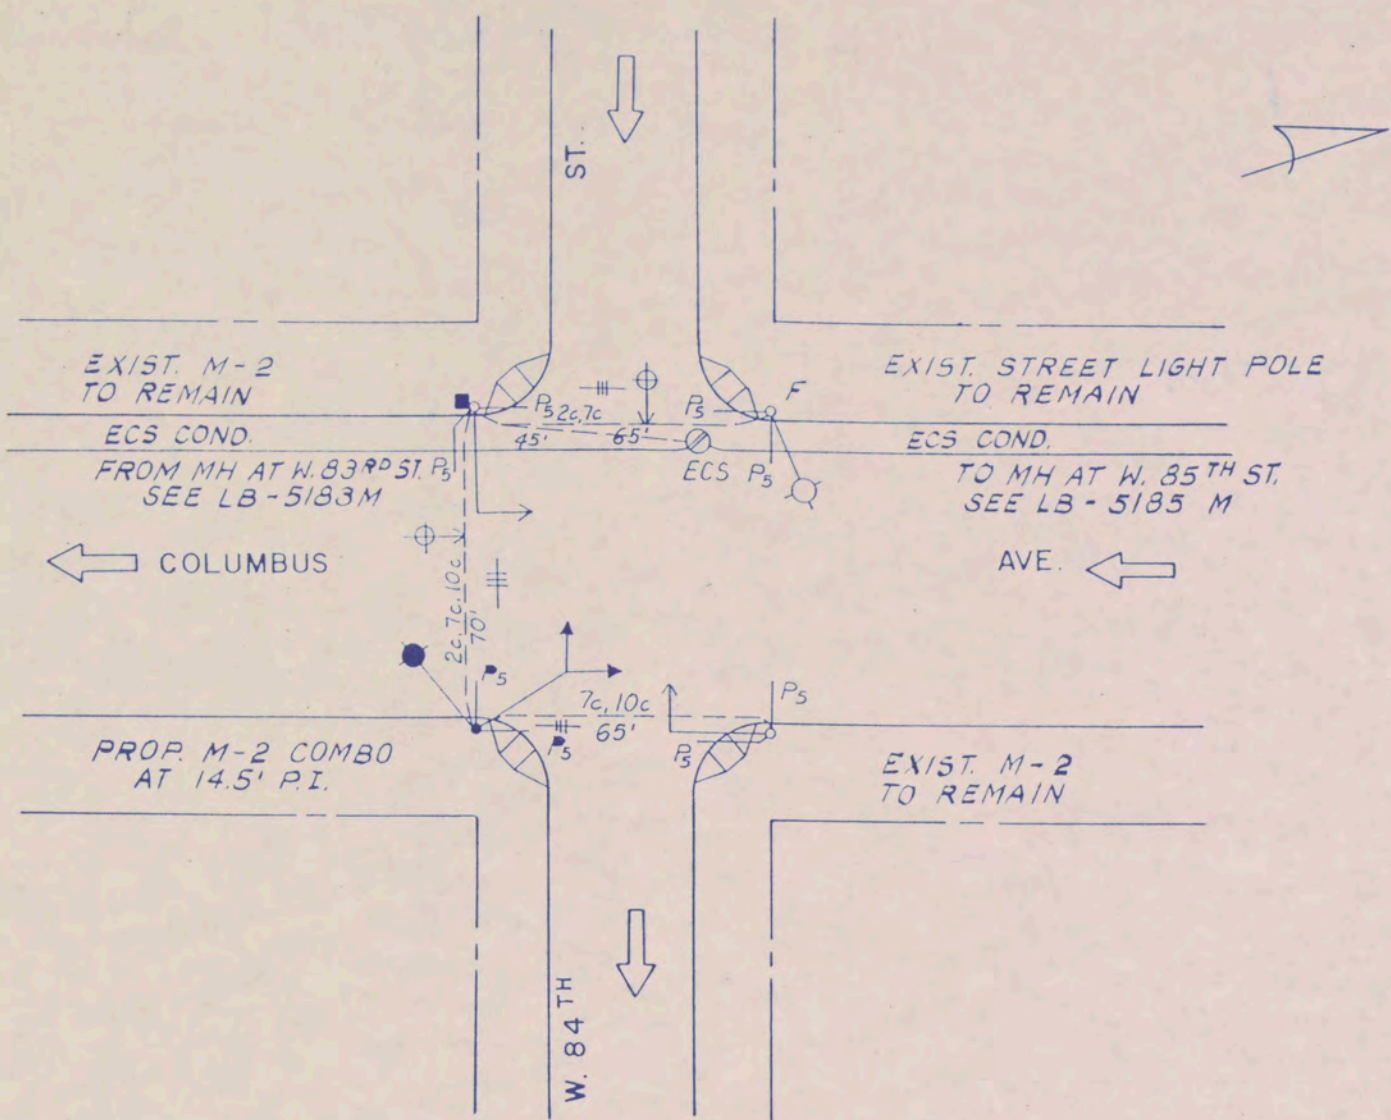 ST.
EXIST. M-2
TO REMAIN
EXIST. STREET LIGHT POLE
TO REMAIN
F
P5
2c, 7c
P5
45'
65'
ECS COND.
ECS COND.
FROM MH AT W. 83RD ST.
SEE LB-5183M
P5
ECS
P5
TO MH AT W. 85TH ST.
SEE LB-5185 M
COLUMBUS
AVE.
2c, 7c, 10c
70'
P5
7c, 10c
65'
P5
P5
P5
PROP. M-2 COMBO
AT 14.5' P.I.
EXIST. M-2
TO REMAIN
W. 84TH